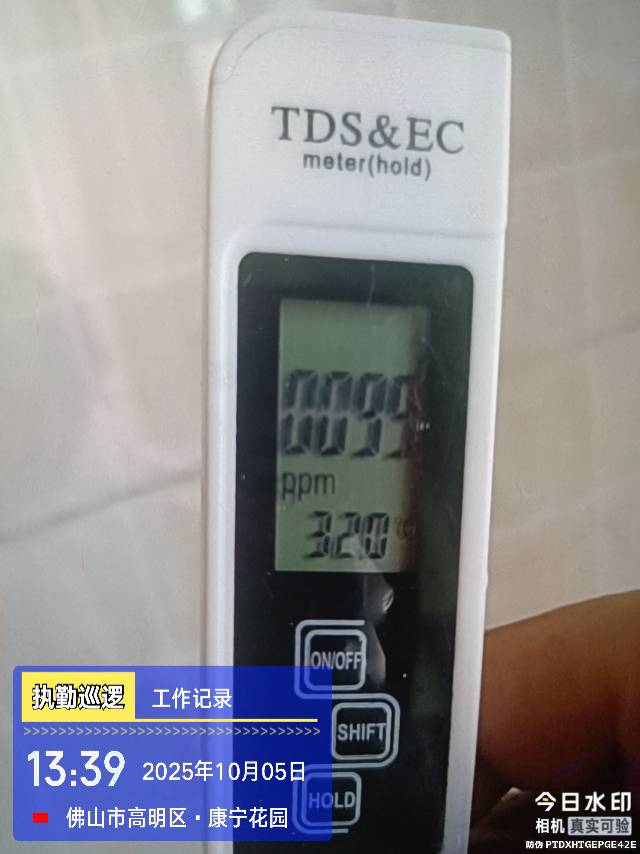 TDS&EC
meter(hold)
0099
ppm
32.0 °C
ON/OFF
SHIFT
HOLD
执勤巡逻 工作记录
13:39 2025年10月05日
佛山市高明区·康宁花园
今日水印
相机 真实可验
防伪 PTDXHTGEPGE42E